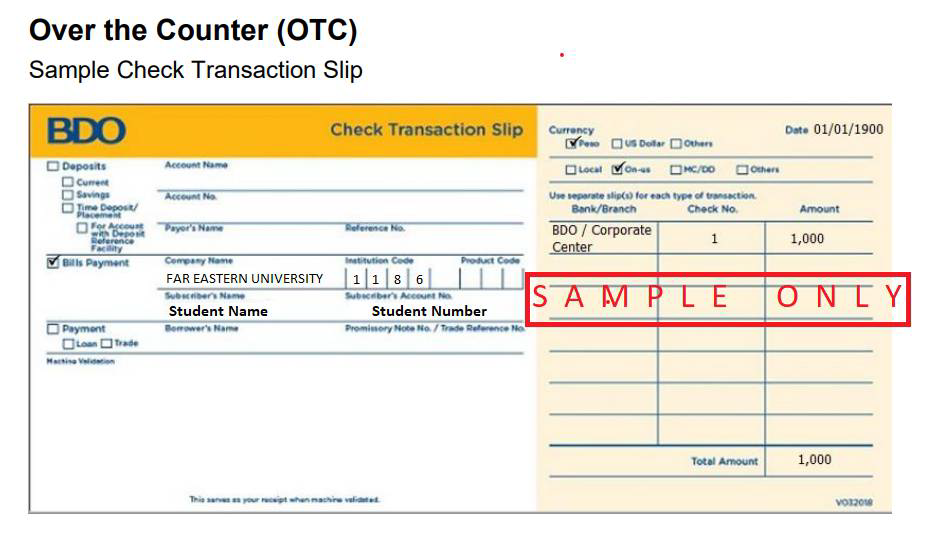 Over the Counter (OTC)
Sample Check Transaction Slip
BDO
Check Transaction Slip
Deposits
Current
Savings
Time Deposit/
Placement
For Account
with Deposit
Reference
Facility
Account Name
Account No.
Payor's Name
Reference No.
Bills Payment
Company Name
Institution Code
Product Code
FAR EASTERN UNIVERSITY
1 1 8 6
Subscriber's Name
Subscriber's Account No.
Student Name
Student Number
Payment
Loan
Trade
Borrower's Name
Promissory Note No. / Trade Reference No.
Machine Validation
This serves as your receipt when machine validated.
Currency
Date 01/01/1900
Peso
US Dollar
Others
Local
On-us
MC/DD
Others
Use separate slip(s) for each type of transaction.
Bank/Branch
Check No.
Amount
BDO / Corporate
Center
1
1,000
SAMPLE ONLY
Total Amount
1,000
VO32018